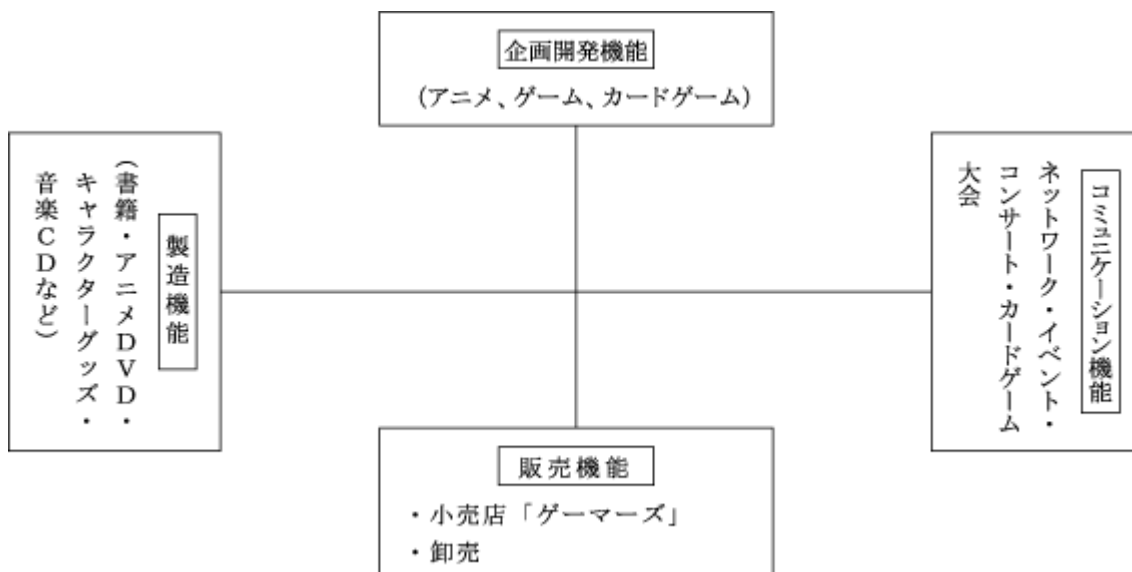 企画開発機能
（アニメ、ゲーム、カードゲーム）
製造機能
（書籍・アニメDVD・
キャラクターグッズ・
音楽CDなど）
コミュニケーション機能
ネットワーク・イベント・
コンサート・カードゲーム
大会
販売機能
・小売店「ゲーマーズ」
・卸売